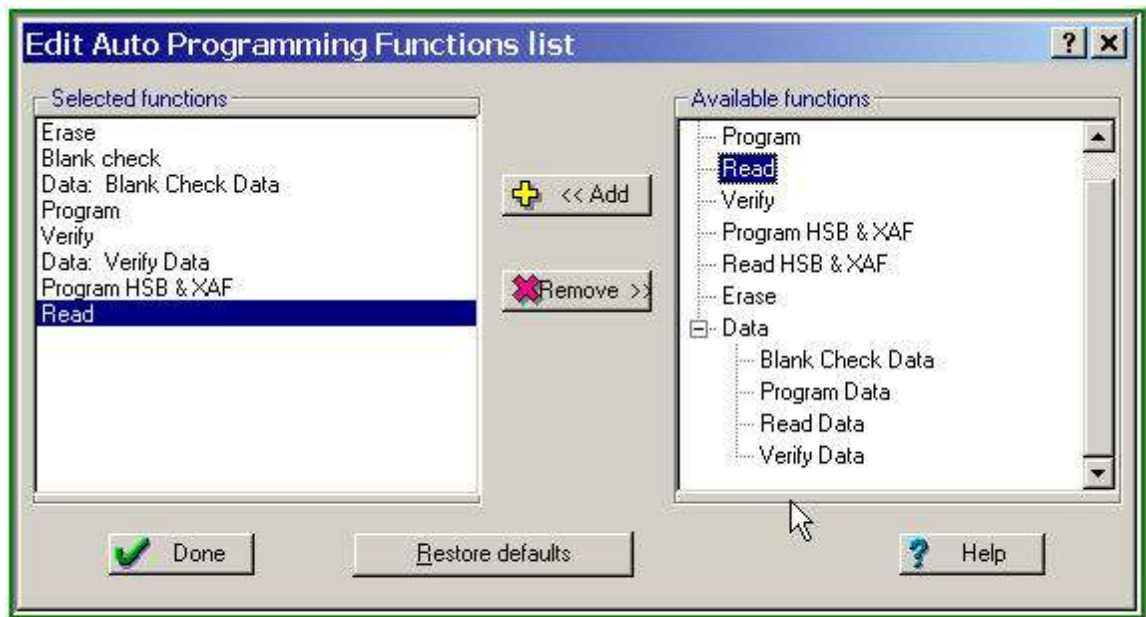 Edit Auto Programming Functions list
Selected functions
Erase
Blank check
Data: Blank Check Data
Program
Verify
Data: Verify Data
Program HSB & XAF
Read
<< Add
Remove >>
Available functions
Program
Read
Verify
Program HSB & XAF
Read HSB & XAF
Erase
Data
Blank Check Data
Program Data
Read Data
Verify Data
Done
Restore defaults
Help